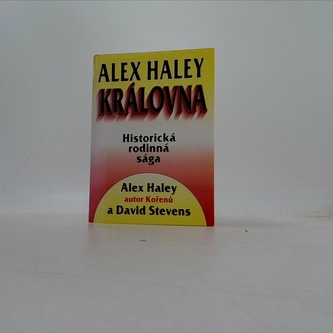 ALEX HALEY
KRÁLOVNA
Historická
rodinná
sága
Alex Haley
autor Kořenů
a David Stevens